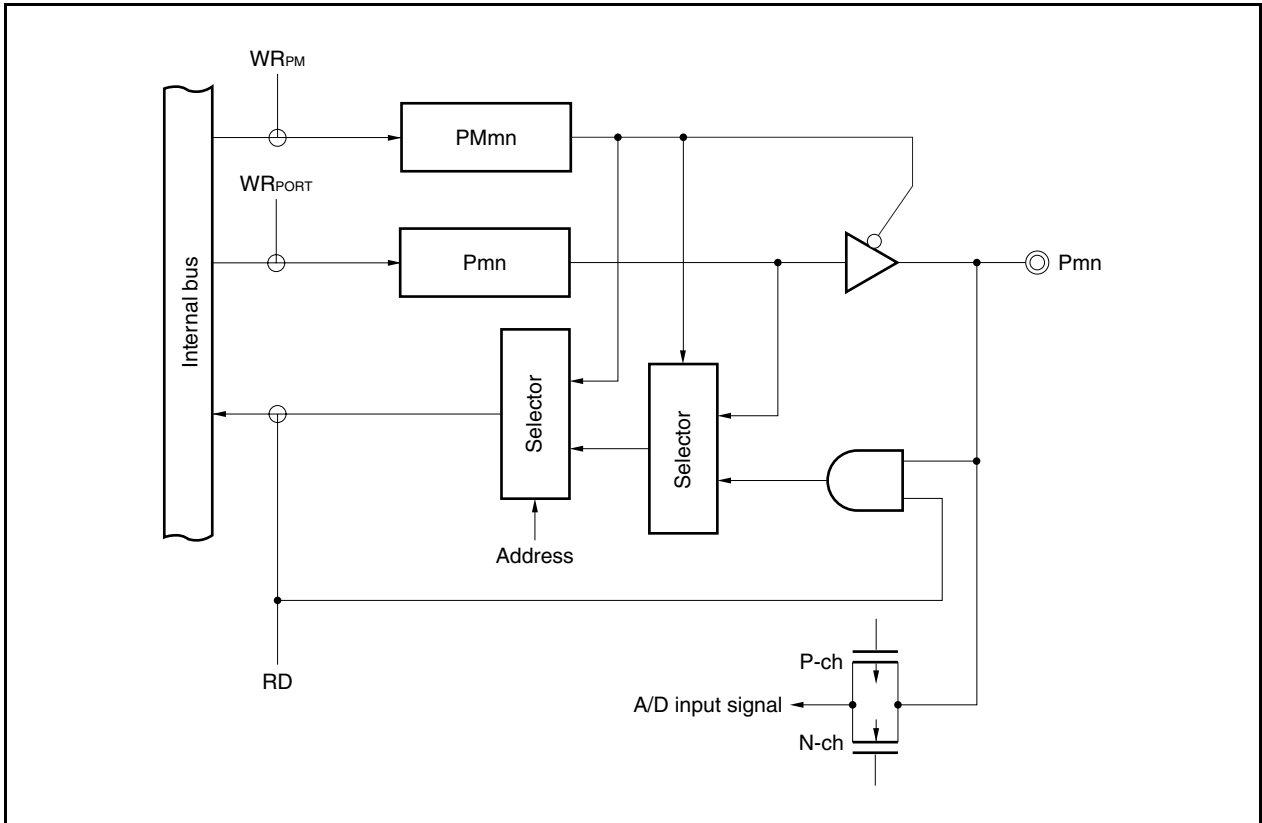 WRPM
PMmn
WRPORT
Pmn
Pmn
Internal bus
Selector
Selector
Address
RD
P-ch
A/D input signal
N-ch